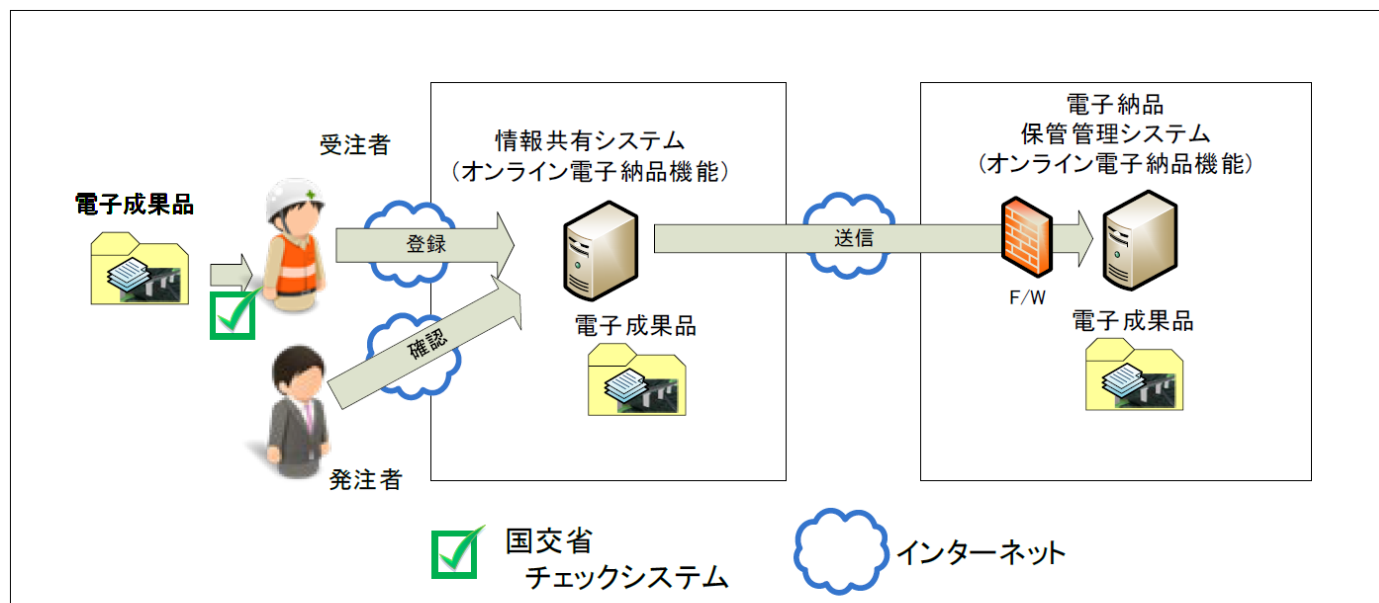 受注者
電子成果品
登録
確認
発注者
情報共有システム
（オンライン電子納品機能）
電子成果品
送信
電子納品
保管管理システム
（オンライン電子納品機能）
F/W
電子成果品
国交省
チェックシステム
インターネット